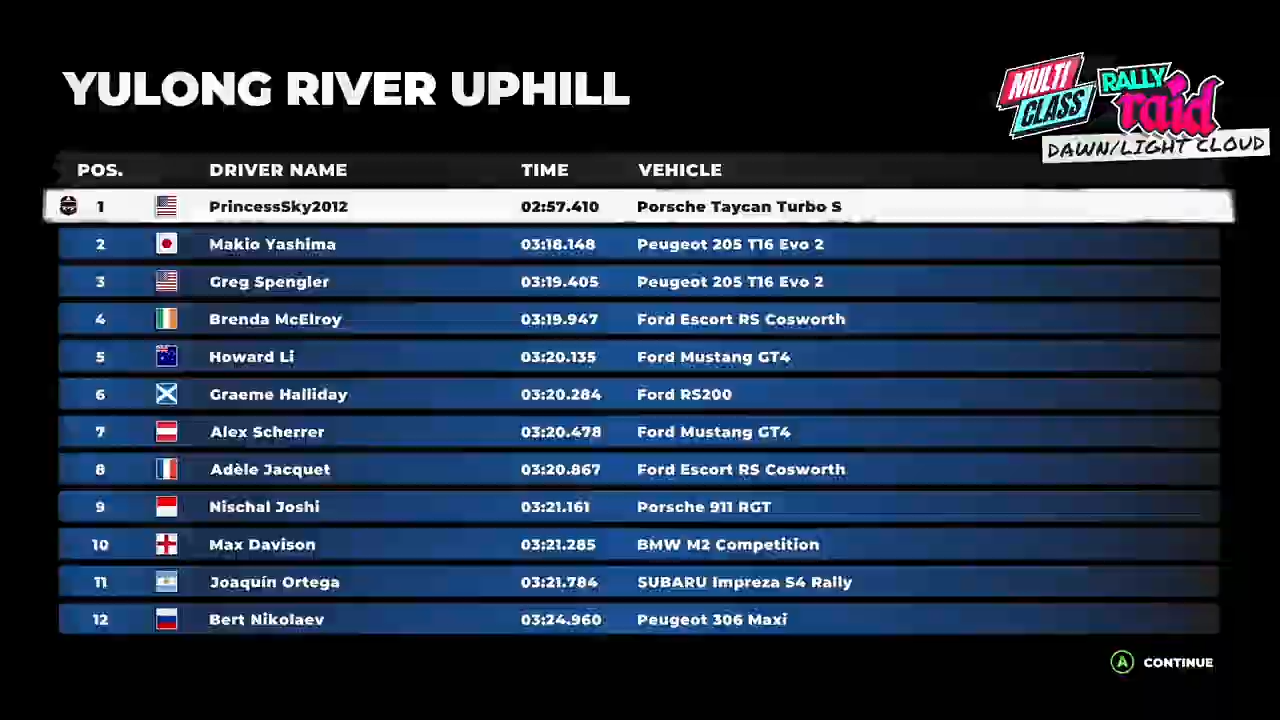 YULONG RIVER UPHILL
MULTI CLASS RALLY raid
DAWN/LIGHT CLOUD
POS. DRIVER NAME TIME VEHICLE
1 PrincessSky2012 02:57.410 Porsche Taycan Turbo S
2 Makio Yashima 03:18.148 Peugeot 205 T16 Evo 2
3 Greg Spengler 03:19.405 Peugeot 205 T16 Evo 2
4 Brenda McElroy 03:19.947 Ford Escort RS Cosworth
5 Howard Li 03:20.135 Ford Mustang GT4
6 Graeme Halliday 03:20.284 Ford RS200
7 Alex Scherrer 03:20.478 Ford Mustang GT4
8 Adèle Jacquet 03:20.867 Ford Escort RS Cosworth
9 Nischal Joshi 03:21.161 Porsche 911 RGT
10 Max Davison 03:21.285 BMW M2 Competition
11 Joaquín Ortega 03:21.784 SUBARU Impreza S4 Rally
12 Bert Nikolaev 03:24.960 Peugeot 306 Maxi
A CONTINUE